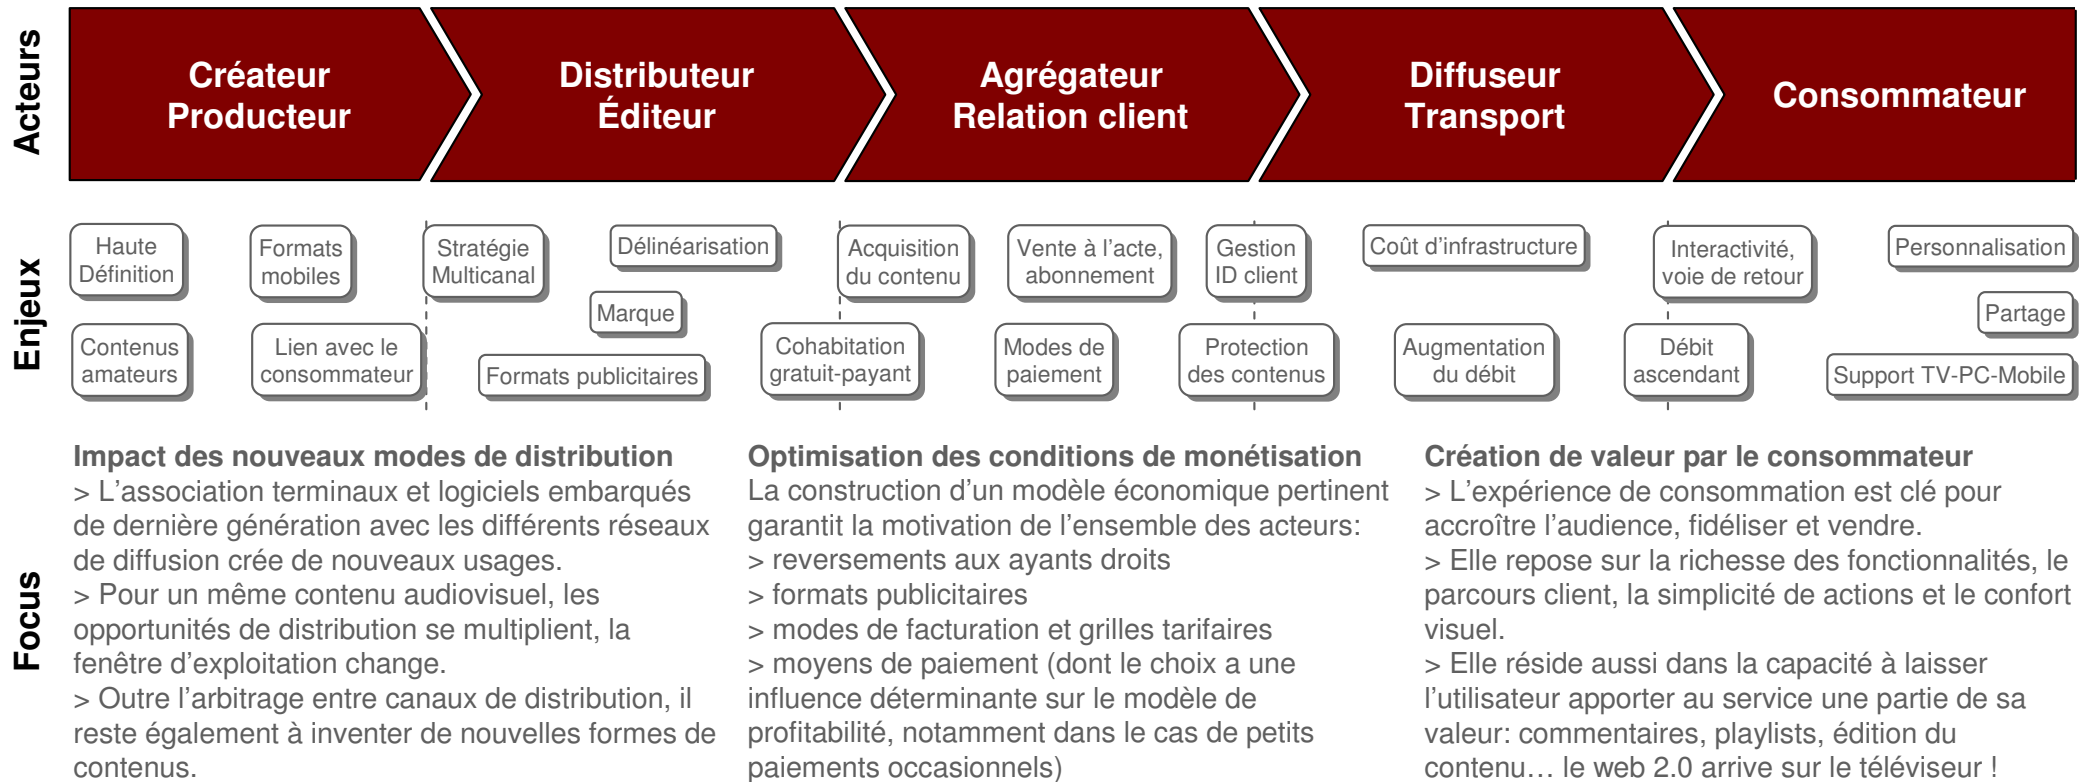 Acteurs
Créateur
Producteur
Distributeur
Éditeur
Agrégateur
Relation client
Diffuseur
Transport
Consommateur
Enjeux
Haute
Définition
Formats
mobiles
Stratégie
Multicanal
Délinéarisation
Acquisition
du contenu
Vente à l’acte,
abonnement
Gestion
ID client
Coût d’infrastructure
Interactivité,
voie de retour
Personnalisation
Marque
Partage
Contenus
amateurs
Lien avec le
consommateur
Formats publicitaires
Cohabitation
gratuit-payant
Modes de
paiement
Protection
des contenus
Augmentation
du débit
Débit
ascendant
Support TV-PC-Mobile
Focus
Impact des nouveaux modes de distribution
> L’association terminaux et logiciels embarqués
de dernière génération avec les différents réseaux
de diffusion crée de nouveaux usages.
> Pour un même contenu audiovisuel, les
opportunités de distribution se multiplient, la
fenêtre d’exploitation change.
> Outre l’arbitrage entre canaux de distribution, il
reste également à inventer de nouvelles formes de
contenus.
Optimisation des conditions de monétisation
La construction d’un modèle économique pertinent
garantit la motivation de l’ensemble des acteurs:
> reversements aux ayants droits
> formats publicitaires
> modes de facturation et grilles tarifaires
> moyens de paiement (dont le choix a une
influence déterminante sur le modèle de
profitabilité, notamment dans le cas de petits
paiements occasionnels)
Création de valeur par le consommateur
> L’expérience de consommation est clé pour
accroître l’audience, fidéliser et vendre.
> Elle repose sur la richesse des fonctionnalités, le
parcours client, la simplicité de actions et le confort
visuel.
> Elle réside aussi dans la capacité à laisser
l’utilisateur apporter au service une partie de sa
valeur: commentaires, playlists, édition du
contenu… le web 2.0 arrive sur le téléviseur !